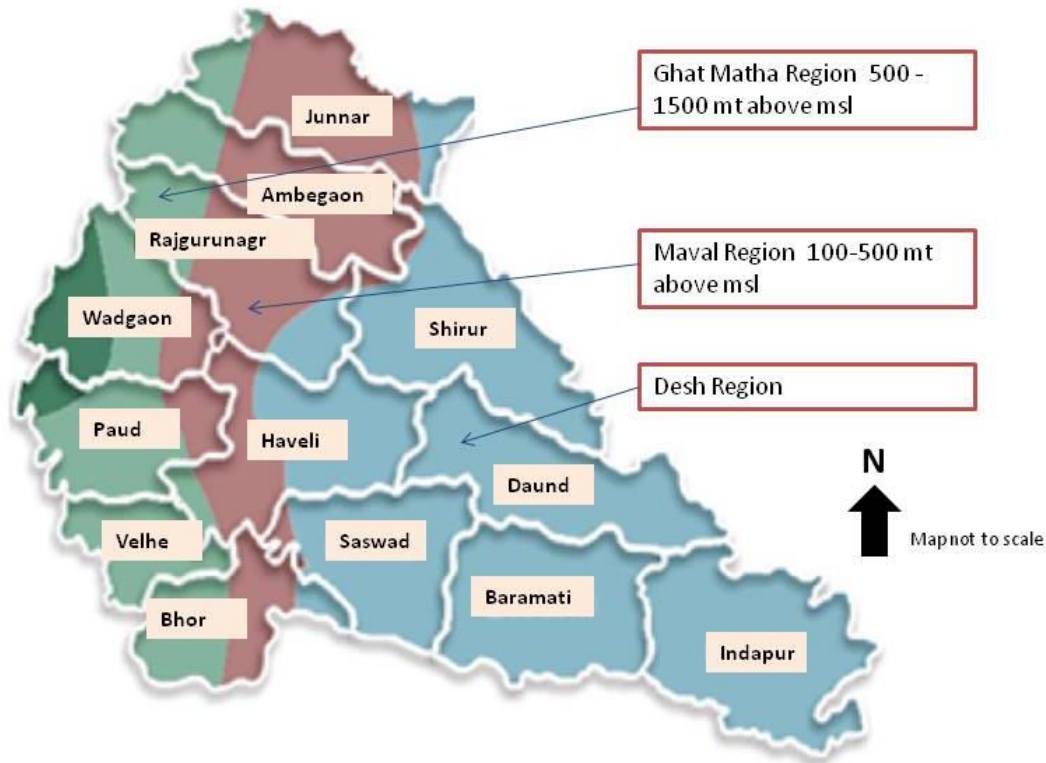 Ghat Matha Region 500 -
1500 mt above msl
Junnar
Ambegaon
Rajgurunagr
Maval Region 100-500 mt
above msl
Wadgaon
Shirur
Desh Region
Paud
Haveli
N
Daund
Velhe
Saswad
Map not to scale
Baramati
Bhor
Indapur